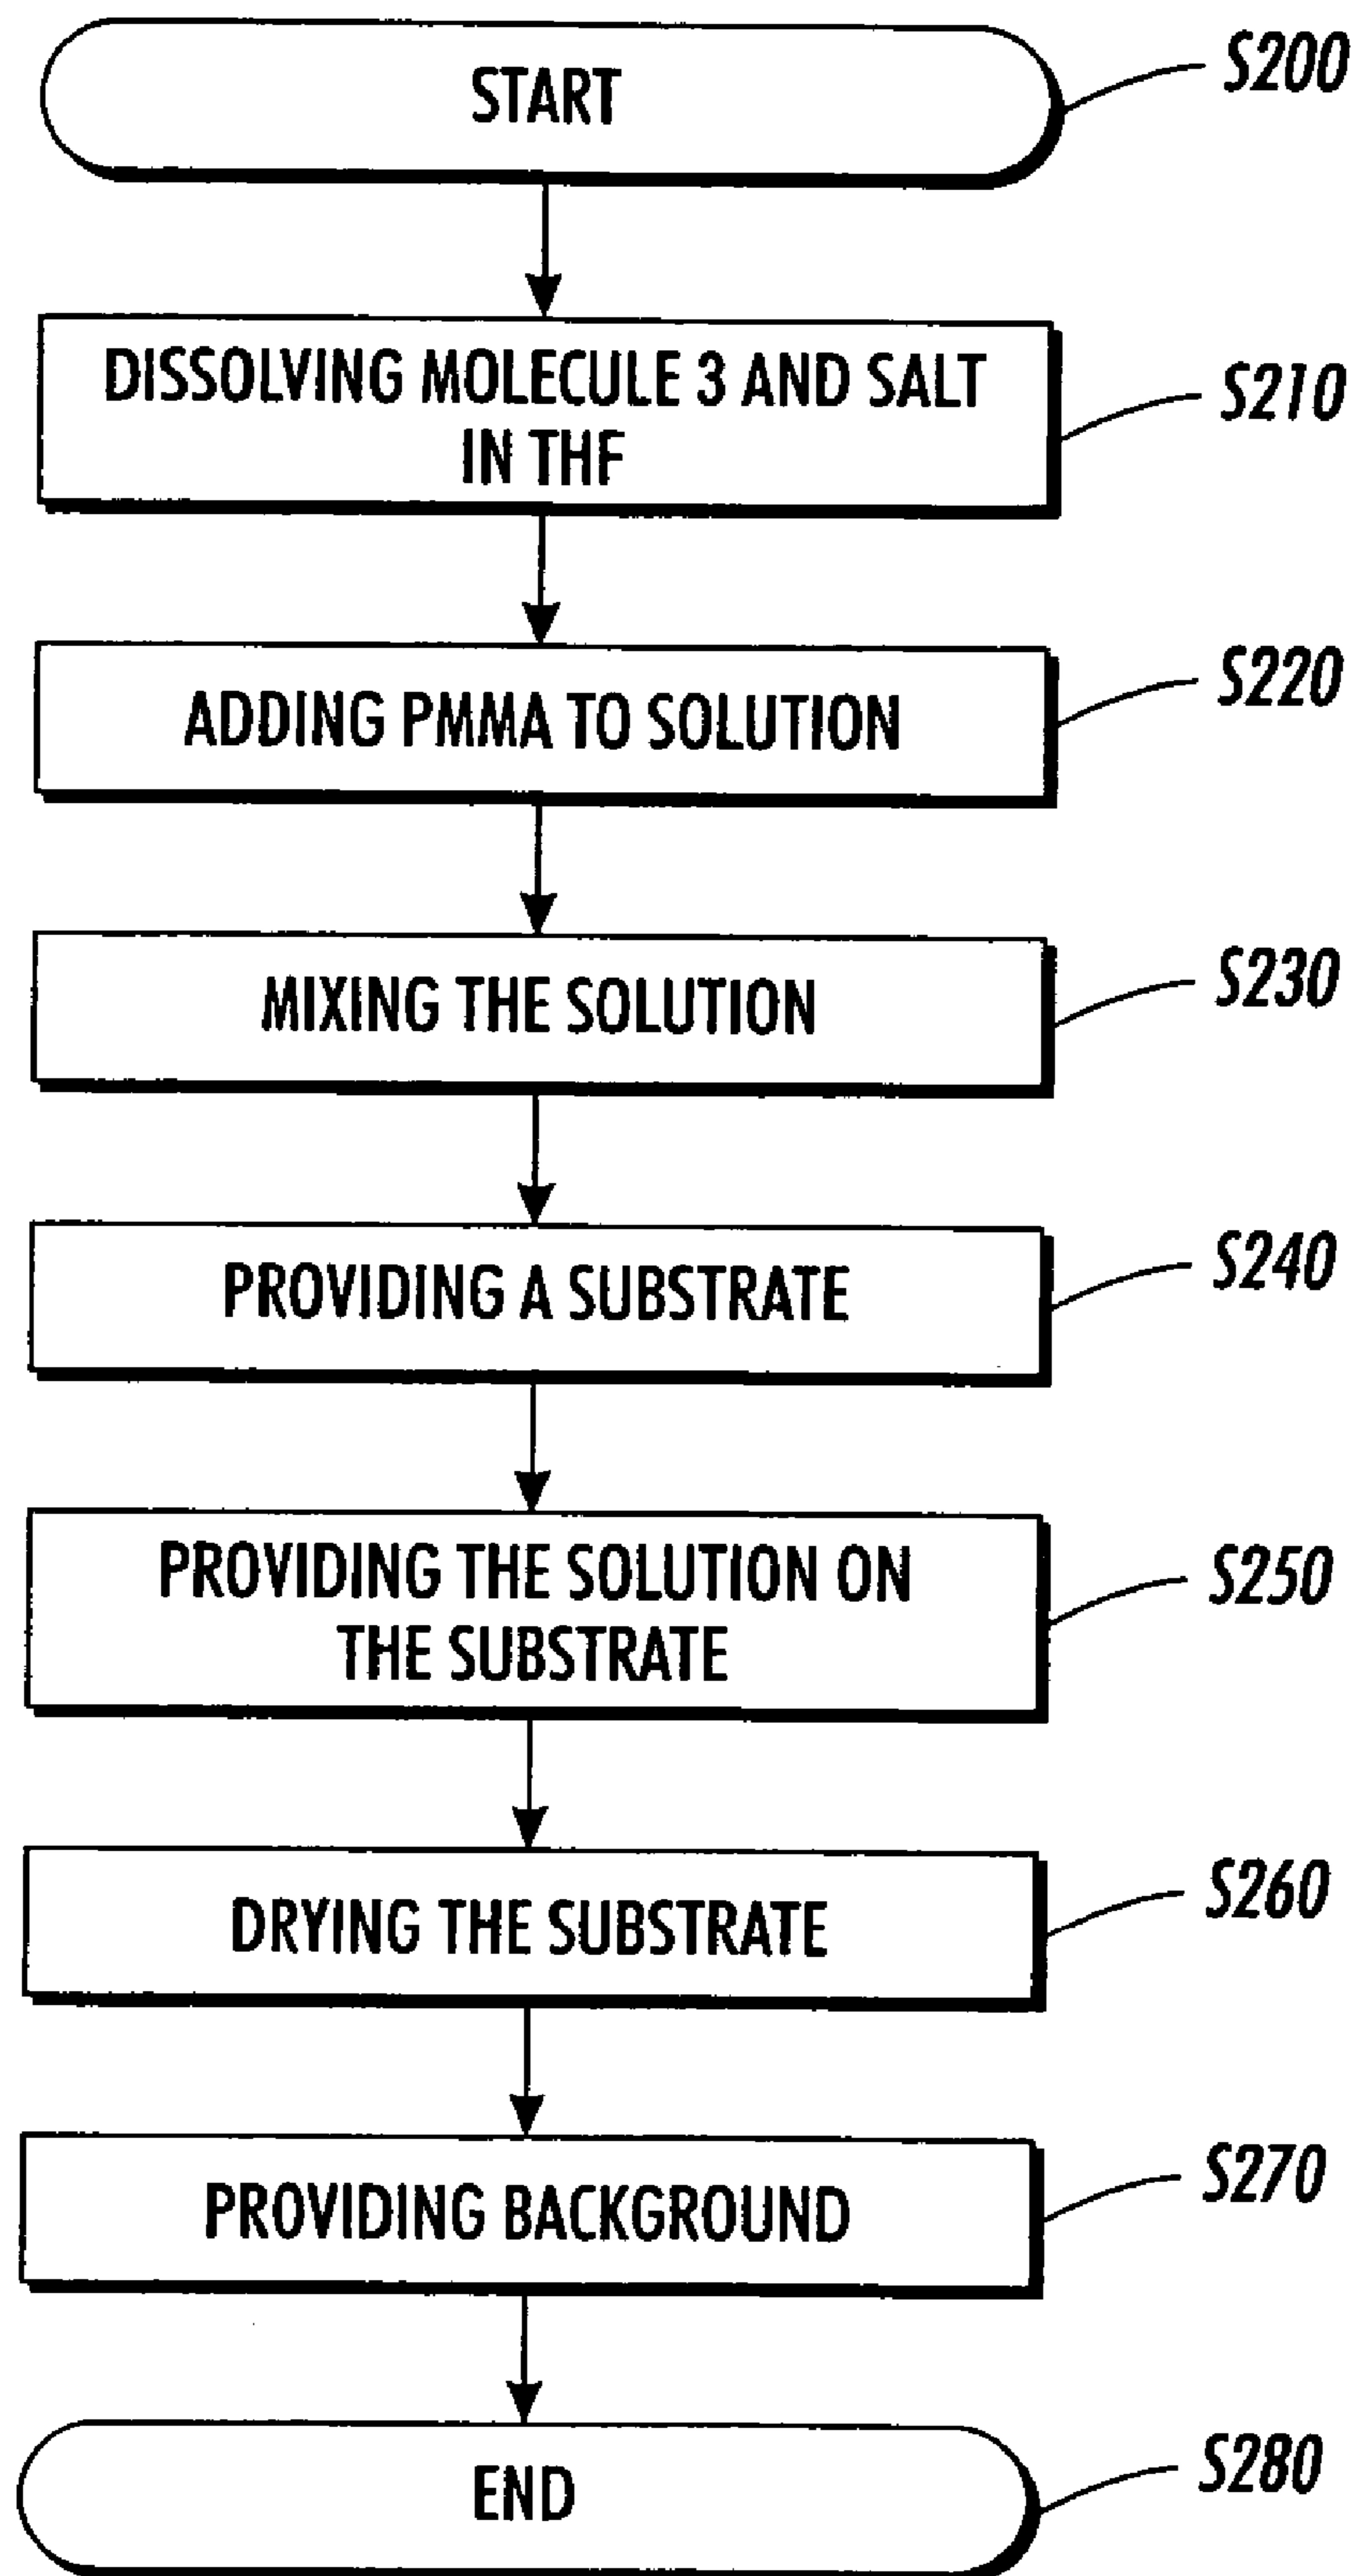 START
S200
DISSOLVING MOLECULE 3 AND SALT
IN THF
S210
ADDING PMMA TO SOLUTION
S220
MIXING THE SOLUTION
S230
PROVIDING A SUBSTRATE
S240
PROVIDING THE SOLUTION ON
THE SUBSTRATE
S250
DRYING THE SUBSTRATE
S260
PROVIDING BACKGROUND
S270
END
S280